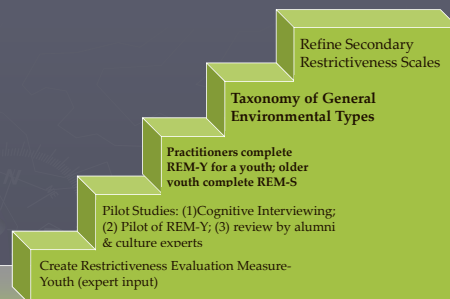 Refine Secondary
Restrictiveness Scales
Taxonomy of General
Environmental Types
Practitioners complete
REM-Y for a youth; older
youth complete REM-S
Pilot Studies: (1)Cognitive Interviewing;
(2) Pilot of REM-Y; (3) review by alumni
& culture experts
Create Restrictiveness Evaluation Measure-
Youth (expert input)